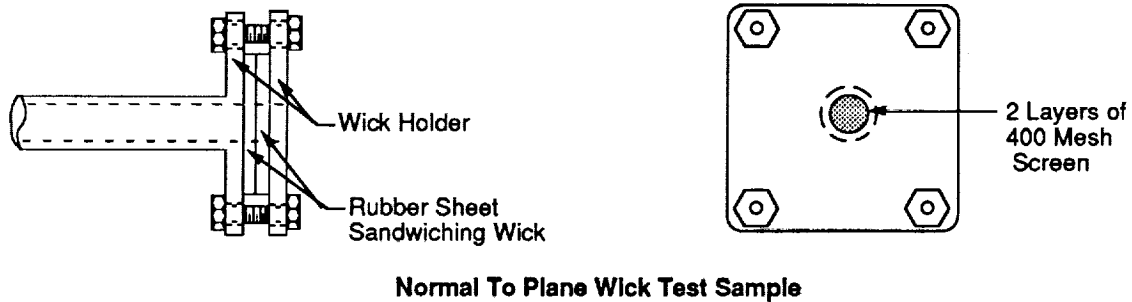 Wick Holder
Rubber Sheet
Sandwiching Wick
2 Layers of
400 Mesh
Screen
Normal To Plane Wick Test Sample